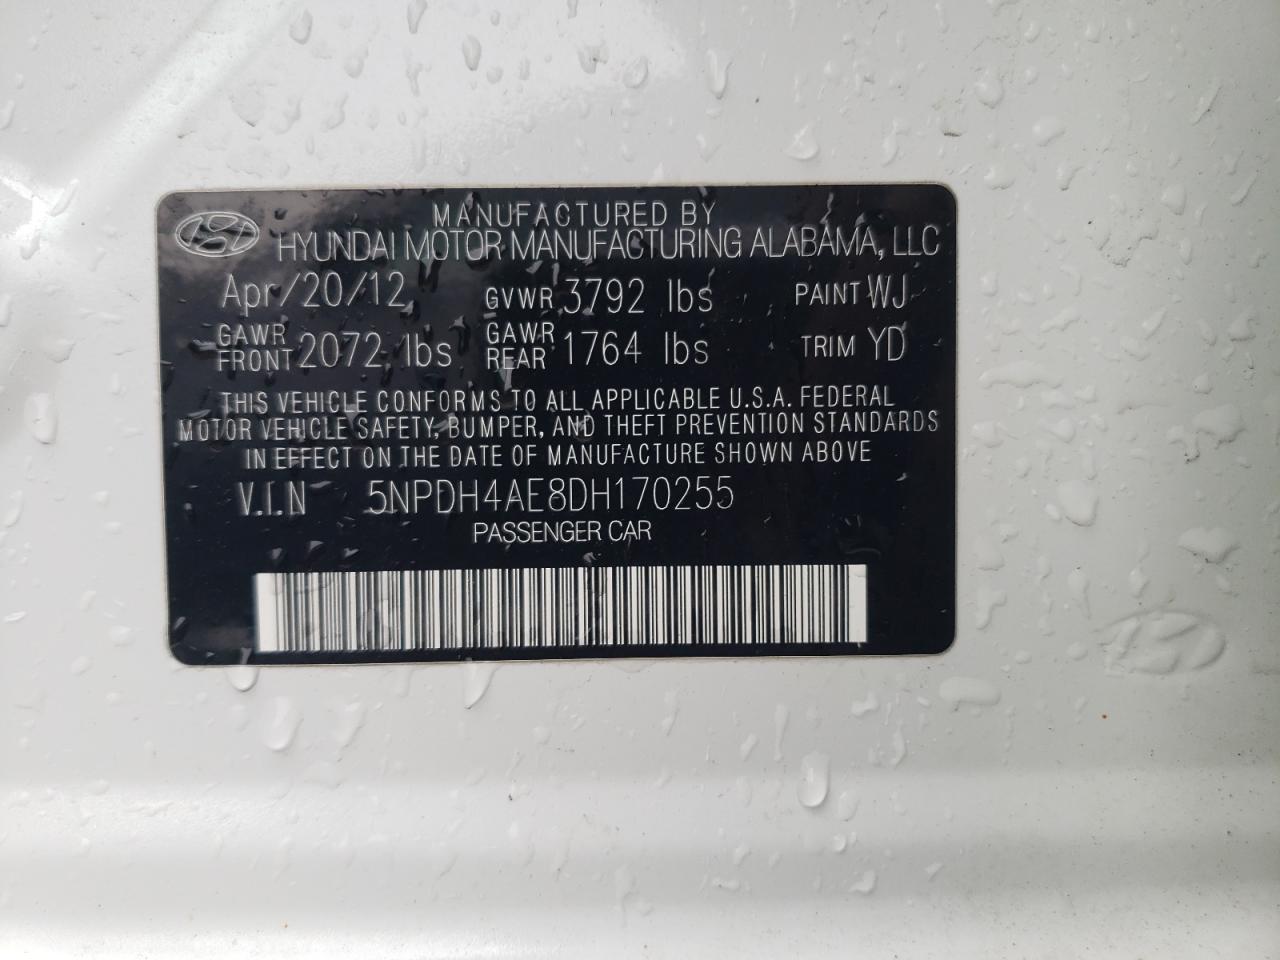 MANUFACTURED BY
HYUNDAI MOTOR MANUFACTURING ALABAMA, LLC
Apr/20/12 GVWR 3792 lbs PAINT WJ
GAWR FRONT 2072 lbs GAWR REAR 1764 lbs TRIM YD
THIS VEHICLE CONFORMS TO ALL APPLICABLE U.S.A. FEDERAL
MOTOR VEHICLE SAFETY, BUMPER, AND THEFT PREVENTION STANDARDS
IN EFFECT ON THE DATE OF MANUFACTURE SHOWN ABOVE
V.I.N 5NPDH4AE8DH170255
PASSENGER CAR